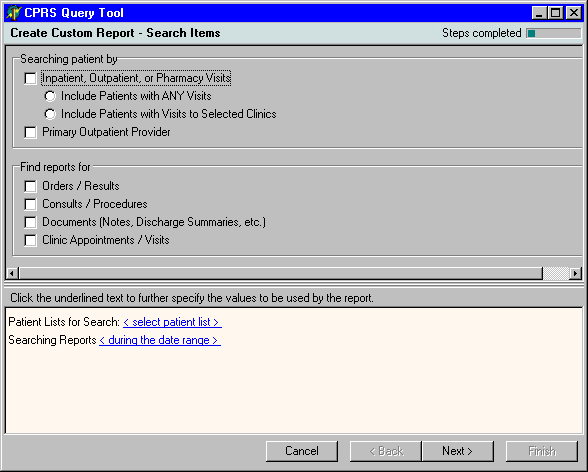 CPRS Query Tool
Create Custom Report - Search Items Steps completed
Searching patient by
Inpatient, Outpatient, or Pharmacy Visits
Include Patients with ANY Visits
Include Patients with Visits to Selected Clinics
Primary Outpatient Provider
Find reports for
Orders / Results
Consults / Procedures
Documents (Notes, Discharge Summaries, etc.)
Clinic Appointments / Visits
Click the underlined text to further specify the values to be used by the report.
Patient Lists for Search: < select patient list >
Searching Reports < during the date range >
Cancel < Back Next > Finish